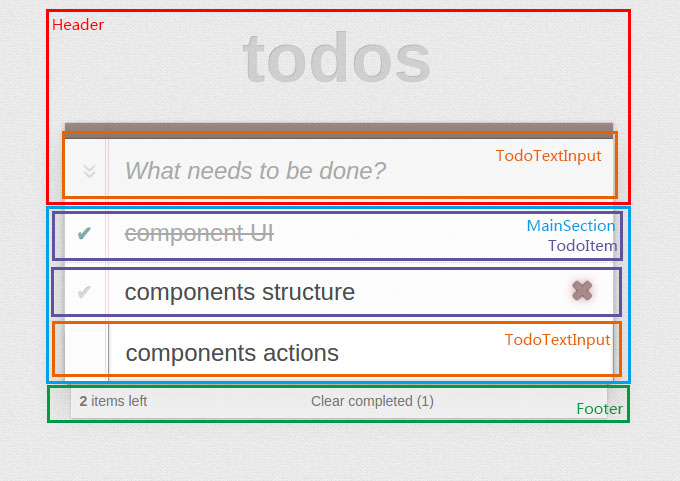 Header
todos
TodoTextInput
What needs to be done?
MainSection
component UI
TodoItem
components structure
TodoTextInput
components actions
2 items left
Clear completed (1)
Footer